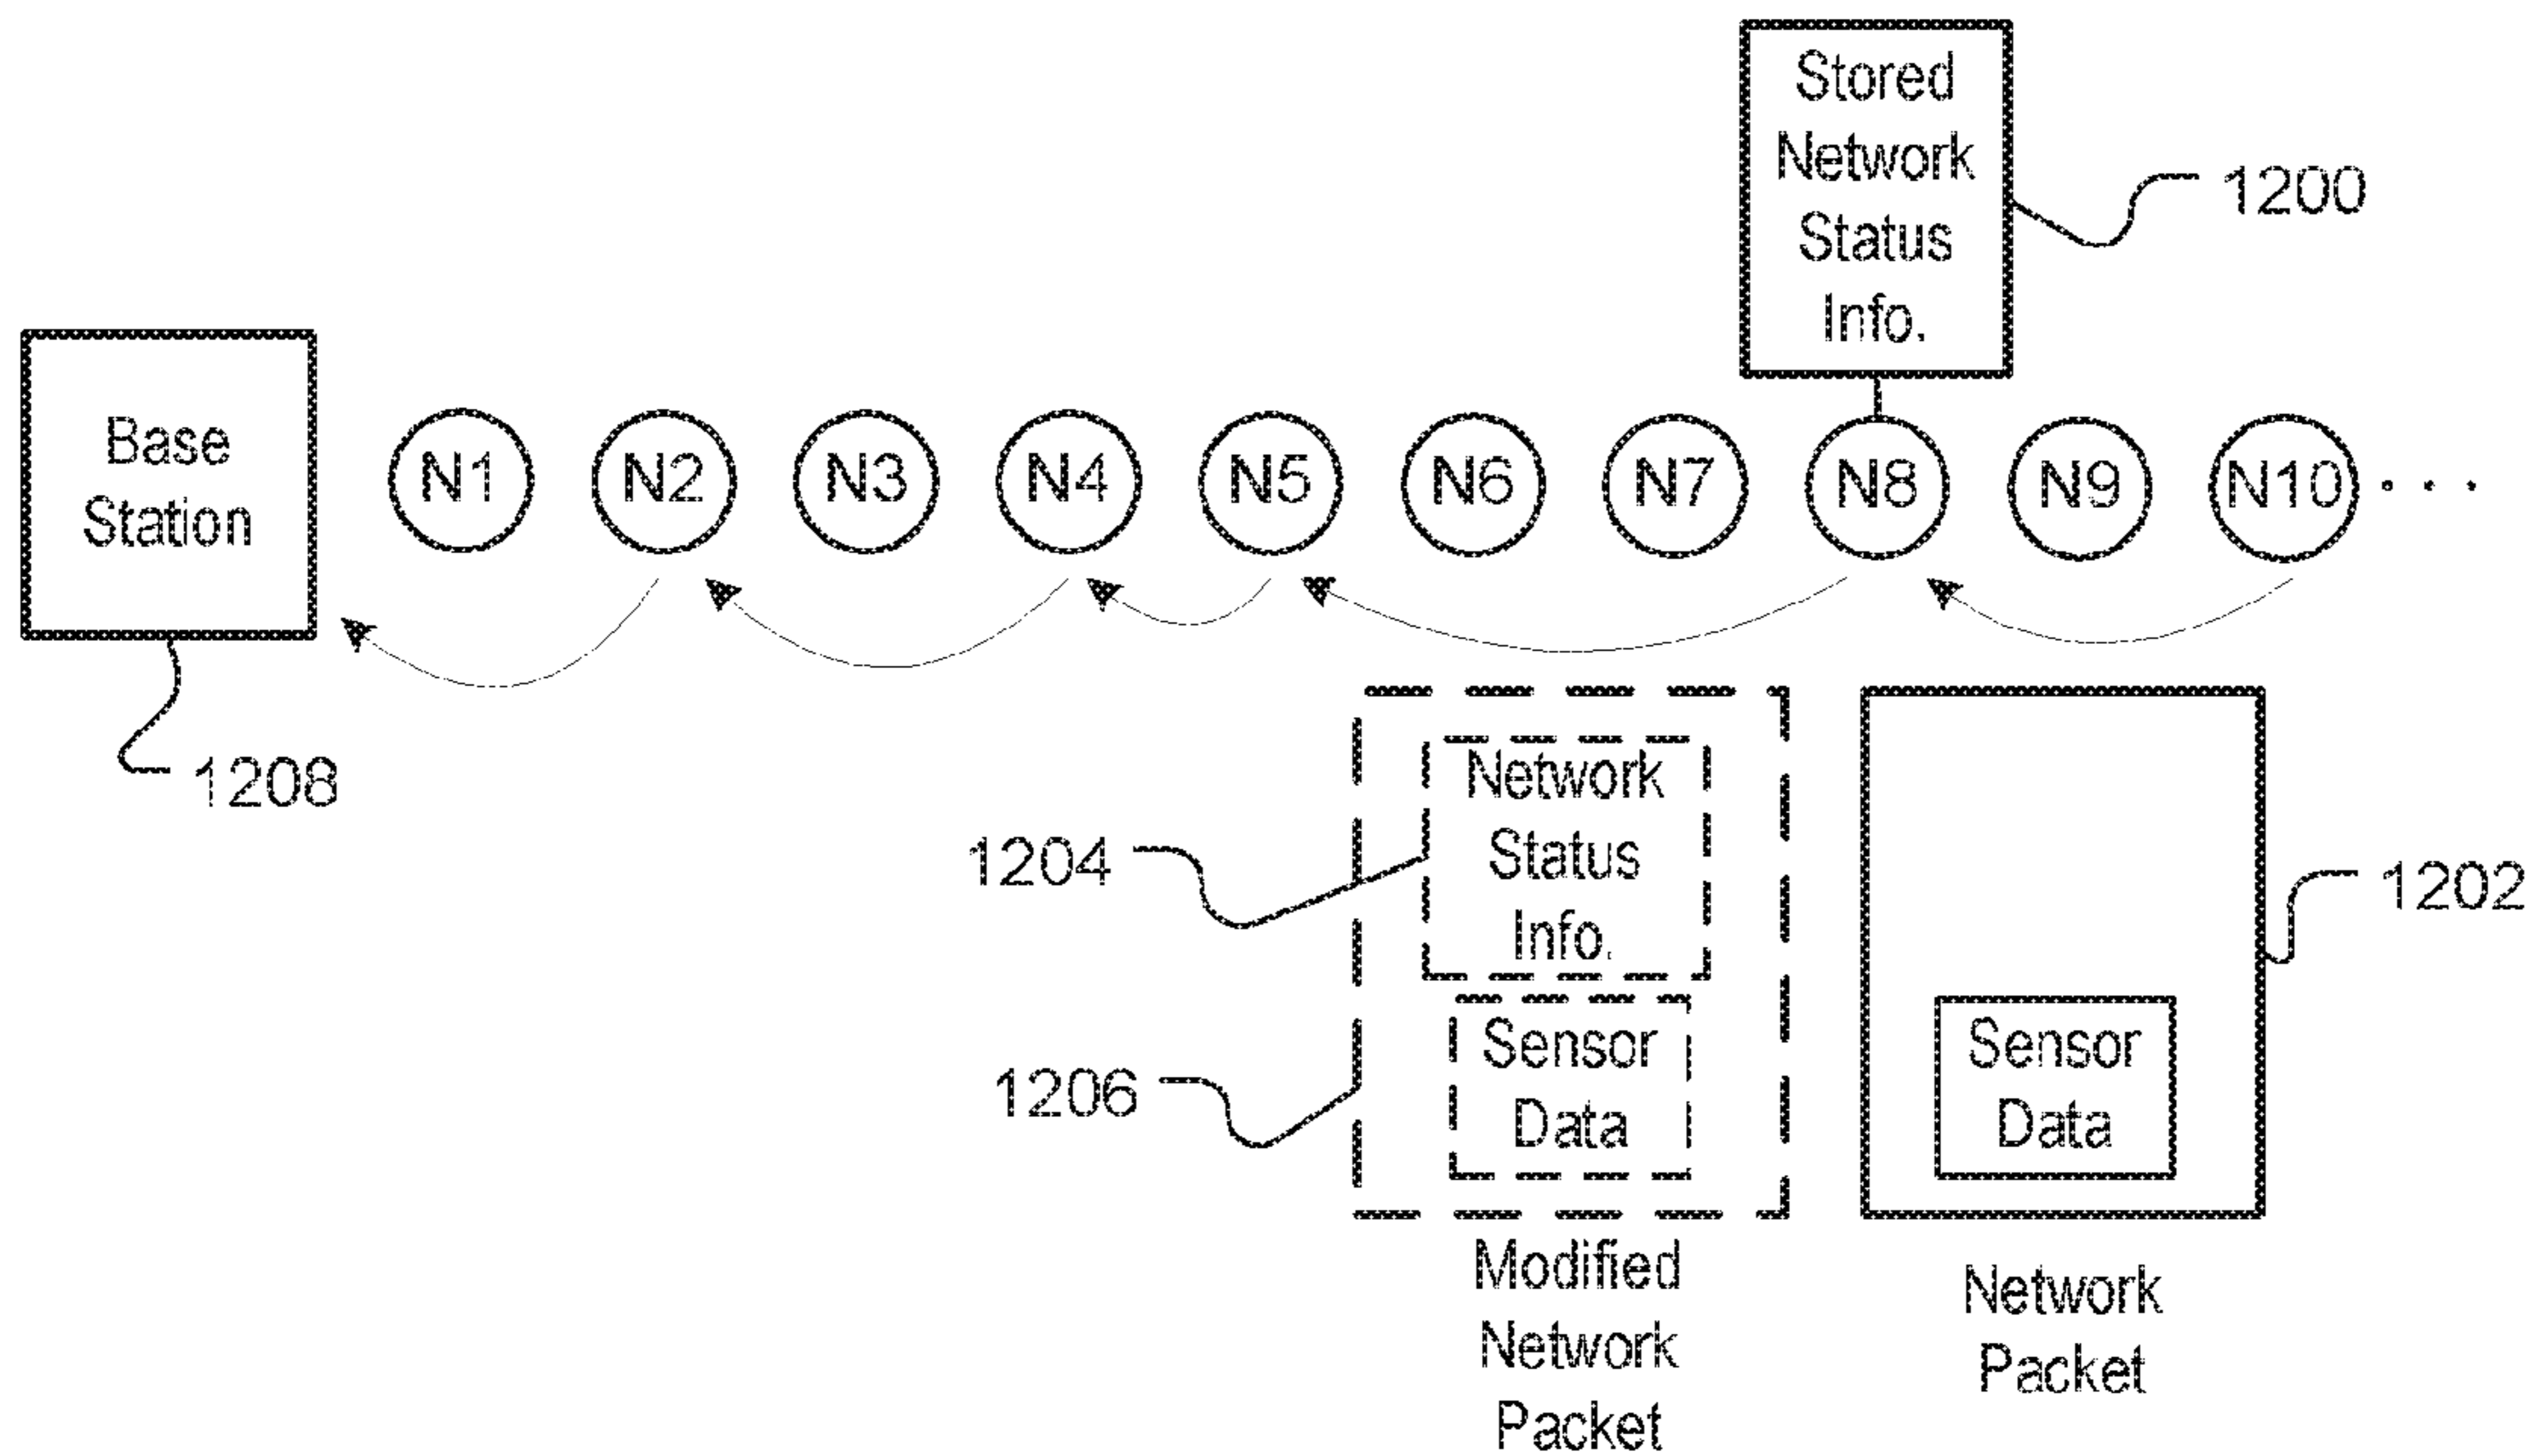 Stored
Network
Status
Info.
1200
Base
Station
N1 N2 N3 N4 N5 N6 N7 N8 N9 N10 . . .
1208
Network
Status
Info.
1204
Sensor
Data
1206
Modified
Network
Packet
1202
Sensor
Data
Network
Packet